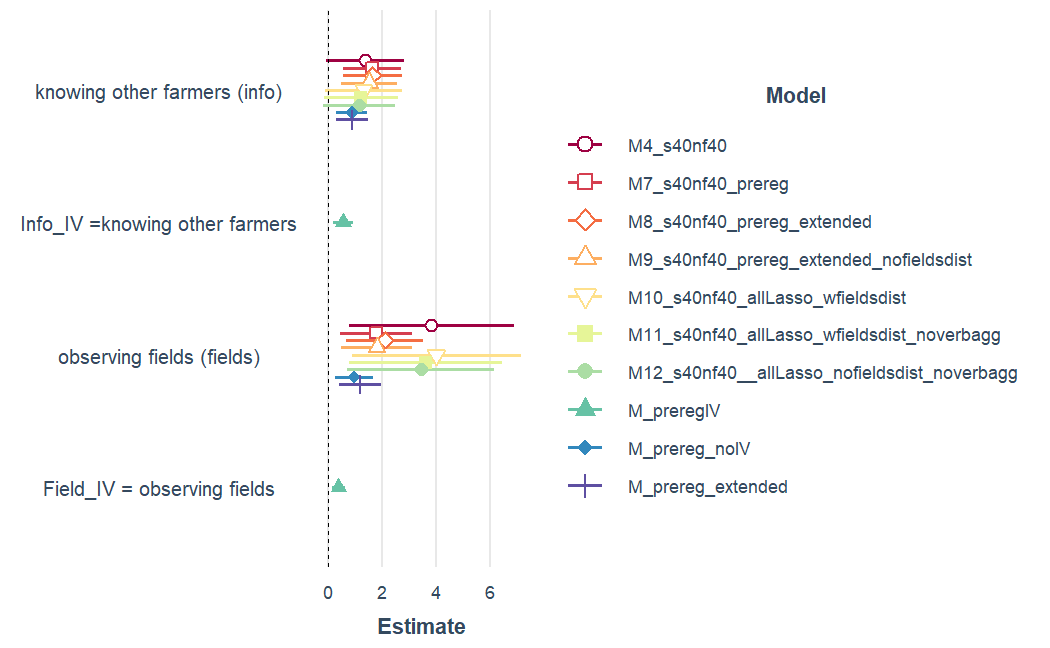 knowing other farmers (info)
Info_IV =knowing other farmers
observing fields (fields)
Field_IV = observing fields
0 2 4 6
Estimate
Model
M4_s40nf40
M7_s40nf40_prereg
M8_s40nf40_prereg_extended
M9_s40nf40_prereg_extended_nofieldsdist
M10_s40nf40_allLasso_wfieldsdist
M11_s40nf40_allLasso_wfieldsdist_noverbagg
M12_s40nf40__allLasso_nofieldsdist_noverbagg
M_preregIV
M_prereg_noIV
M_prereg_extended